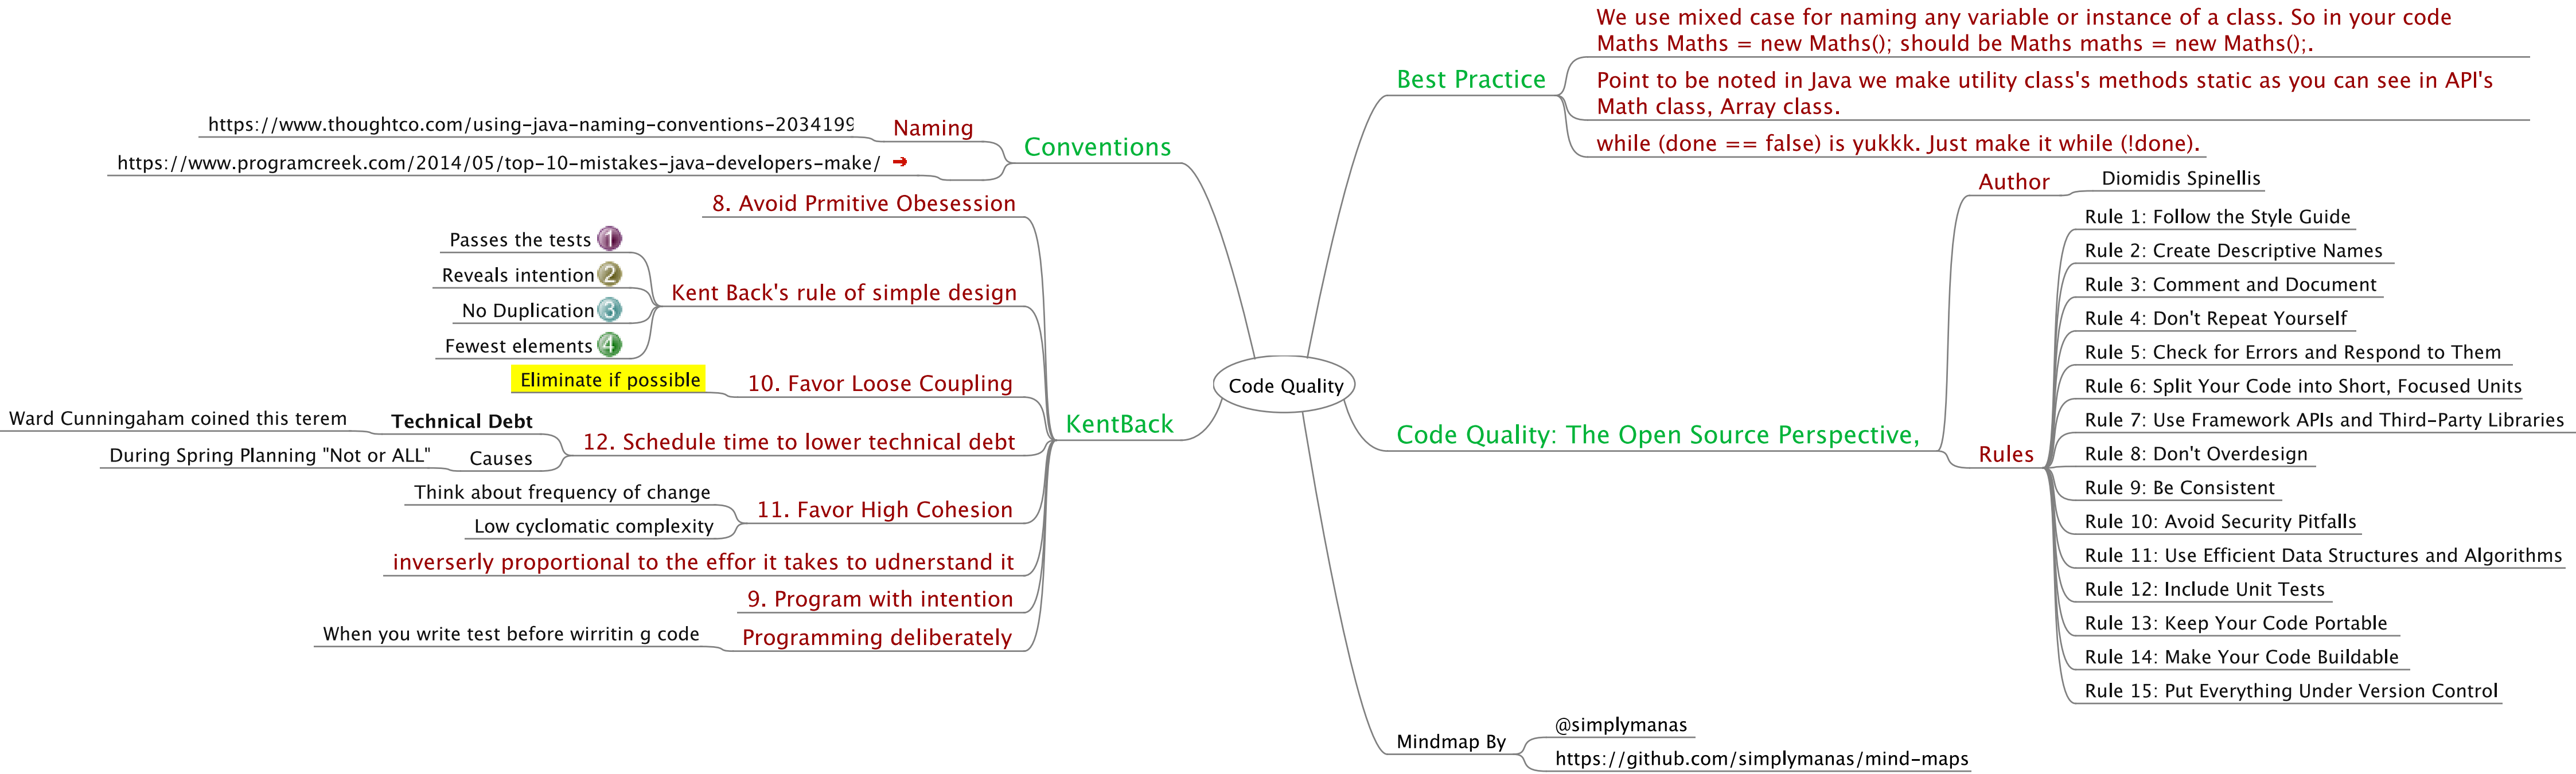 We use mixed case for naming any variable or instance of a class. So in your code
Maths Maths = new Maths(); should be Maths maths = new Maths();.
Best Practice
Point to be noted in Java we make utility class's methods static as you can see in API's
Math class, Array class.
while (done == false) is yukkk. Just make it while (!done).
https://www.thoughtco.com/using-java-naming-conventions-2034199
Naming
Conventions
https://www.programcreek.com/2014/05/top-10-mistakes-java-developers-make/
8. Avoid Prmitive Obesession
Passes the tests 1
Reveals intention 2
Kent Back's rule of simple design
No Duplication 3
Fewest elements 4
Eliminate if possible
10. Favor Loose Coupling
Code Quality
KentBack
Ward Cunningaham coined this terem
Technical Debt
12. Schedule time to lower technical debt
During Spring Planning "Not or ALL"
Causes
Think about frequency of change
11. Favor High Cohesion
Low cyclomatic complexity
inverserly proportional to the effor it takes to udnerstand it
9. Program with intention
When you write test before wirritin g code
Programming deliberately
Code Quality: The Open Source Perspective,
Author
Diomidis Spinellis
Rules
Rule 1: Follow the Style Guide
Rule 2: Create Descriptive Names
Rule 3: Comment and Document
Rule 4: Don't Repeat Yourself
Rule 5: Check for Errors and Respond to Them
Rule 6: Split Your Code into Short, Focused Units
Rule 7: Use Framework APIs and Third-Party Libraries
Rule 8: Don't Overdesign
Rule 9: Be Consistent
Rule 10: Avoid Security Pitfalls
Rule 11: Use Efficient Data Structures and Algorithms
Rule 12: Include Unit Tests
Rule 13: Keep Your Code Portable
Rule 14: Make Your Code Buildable
Rule 15: Put Everything Under Version Control
Mindmap By
@simplymanas
https://github.com/simplymanas/mind-maps